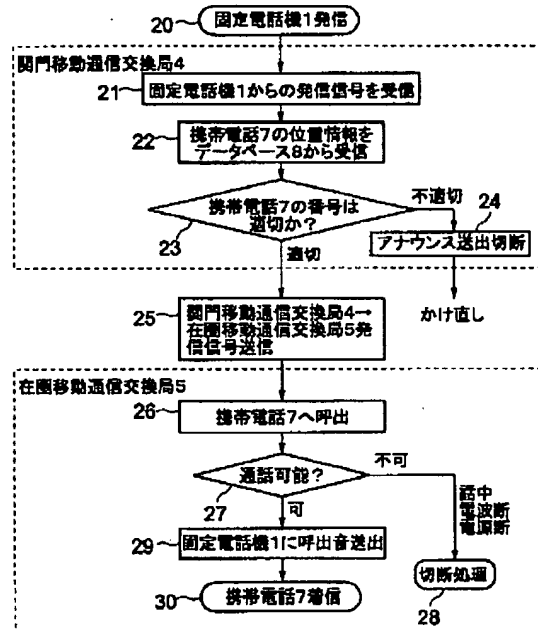 20
固定電話機1発信
関門移動通信交換局4
21
固定電話機1からの発信信号を受信
22
携帯電話7の位置情報を
データベース8から受信
携帯電話7の番号は
適切か?
23
不適切
24
アナウンス送出切断
適切
かけ直し
25
関門移動通信交換局4→
在圏移動通信交換局5発
信信号送信
在圏移動通信交換局5
26
携帯電話7へ呼出
通話可能?
27
不可
話中
電波断
電源断
可
29
固定電話機1に呼出音送出
切断処理
28
30
携帯電話7着信